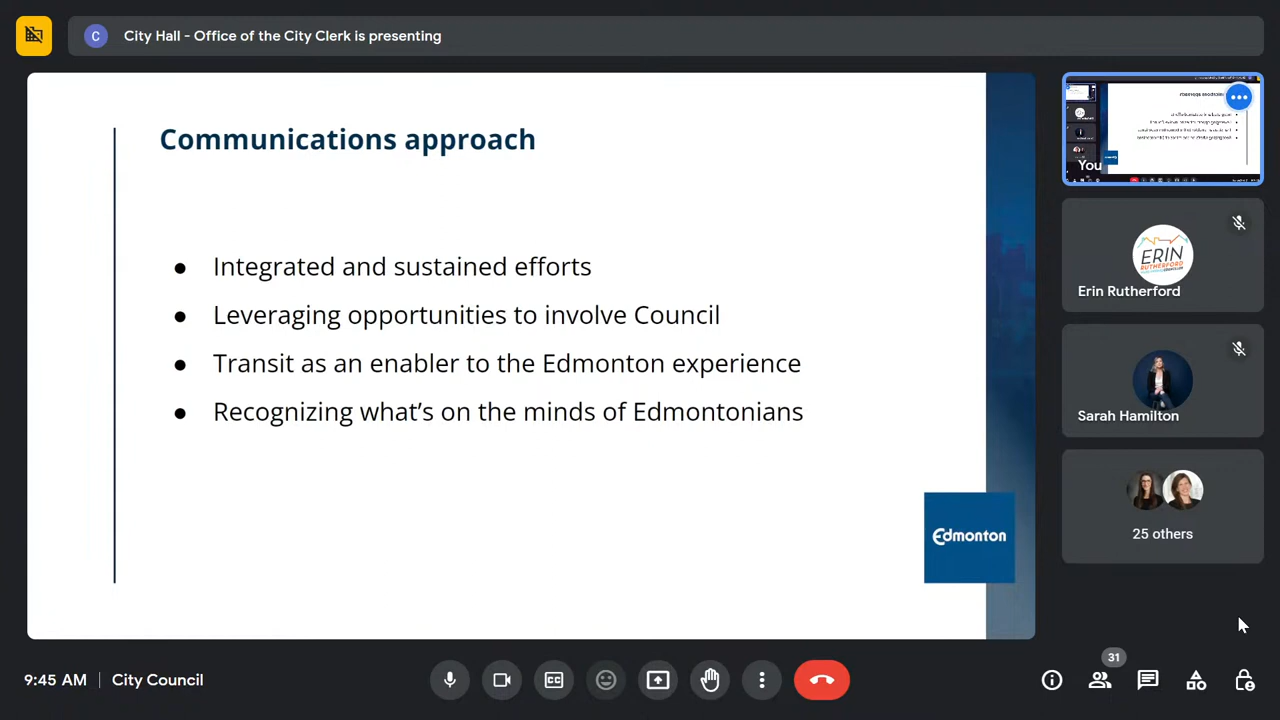 C City Hall - Office of the City Clerk is presenting
Communications approach
● Integrated and sustained efforts
● Leveraging opportunities to involve Council
● Transit as an enabler to the Edmonton experience
● Recognizing what's on the minds of Edmontonians
Edmonton
You
ERIN
RUTHERFORD
Erin Rutherford
Sarah Hamilton
25 others
9:45 AM | City Council
CC
31